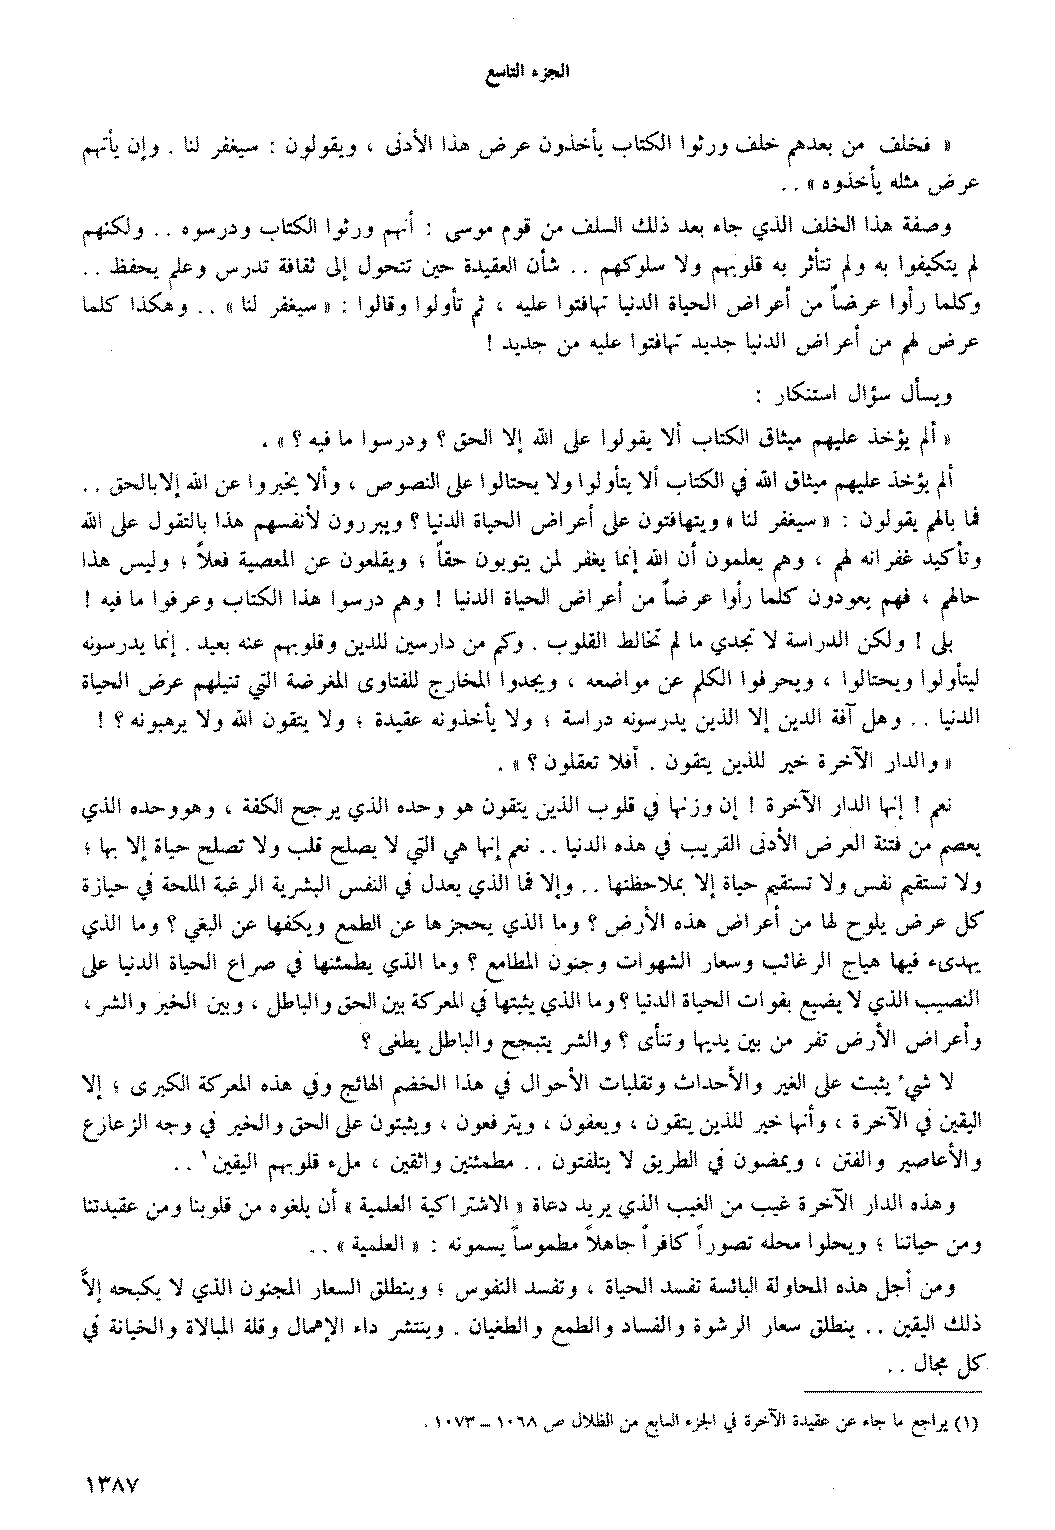 الجزء التاسع
« فخلف من بعدهم خلف ورثوا الكتاب يأخذون عرض هذا الأدنى ، ويقولون : سيغفر لنا . وإن يأتهم
عرض مثله يأخذوه » ..
وصفة هذا الخلف الذي جاء بعد ذلك السلف من قوم موسى : أنهم ورثوا الكتاب ودرسوه .. ولكنهم
لم يتكيفوا به ولم تتأثر به قلوبهم ولا سلوكهم .. شأن العقيدة حين تتحول إلى ثقافة تدرس وعلم يحفظ ..
وكلما رأوا عرضاً من أعراض الحياة الدنيا تهافتوا عليه ، ثم تأولوا وقالوا : « سيغفر لنا » .. وهكذا كلما
عرض لهم من أعراض الدنيا جديد تهافتوا عليه من جديد !
ويسأل سؤال استنكار :
« ألم يؤخذ عليهم ميثاق الكتاب ألا يقولوا على الله إلا الحق ؟ ودرسوا ما فيه ؟ » .
ألم يؤخذ عليهم ميثاق الله في الكتاب ألا يتأولوا ولا يحتالوا على النصوص ، وألا يخبروا عن الله إلا بالحق ..
فما بالهم يقولون : « سيغفر لنا » ويتهافتون على أعراض الحياة الدنيا ؟ ويبررون لأنفسهم هذا بالتقول على الله
وتأكيد غفرانه لهم ، وهم يعلمون أن الله إنما يغفر لمن يتوبون حقاً ؛ ويقلعون عن المعصية فعلاً ؛ وليس هذا
حالهم ، فهم يعودون كلما رأوا عرضاً من أعراض الحياة الدنيا ! وهم درسوا هذا الكتاب وعرفوا ما فيه !
بلى ! ولكن الدراسة لا تجدي ما لم تخالط القلوب . وكم من دارسين للدين وقلوبهم عنه بعيد . إنما يدرسونه
ليتأولوا ويحتالوا ، ويحرفوا الكلم عن مواضعه ، ويجدوا المخارج للفتاوى المغرضة التي تنيلهم عرض الحياة
الدنيا .. وهل آفة الدين إلا الذين يدرسونه دراسة ؛ ولا يأخذونه عقيدة ؛ ولا يتقون الله ولا يرهبونه ؟ !
« والدار الآخرة خير للذين يتقون . أفلا تعقلون ؟ » .
نعم ! إنها الدار الآخرة ! إن وزنها في قلوب الذين يتقون هو وحده الذي يرجح الكفة ، وهو وحده الذي
يعصم من فتنة العرض الأدنى القريب في هذه الدنيا .. نعم إنها هي التي لا يصلح قلب ولا تصلح حياة إلا بها ؛
ولا تستقيم نفس ولا تستقيم حياة إلا بملاحظتها .. وإلا فما الذي يعدل في النفس البشرية الرغبة الملحة في حيازة
كل عرض يلوح لها من أعراض هذه الأرض ؟ وما الذي يحجزها عن الطمع ويكفها عن البغي ؟ وما الذي
يهدىء فيها هياج الرغائب وسعار الشهوات وجنون المطامع ؟ وما الذي يطمئنها في صراع الحياة الدنيا على
النصيب الذي لا يضيع بفوات الحياة الدنيا ؟ وما الذي يثبتها في المعركة بين الحق والباطل ، وبين الخير والشر ،
وأعراض الأرض تفر من بين يديها وتنأى ؟ والشر يتبجح والباطل يطغى ؟
لا شيء يثبت على الغير والأحداث وتقلبات الأحوال في هذا الخضم الهائج وفي هذه المعركة الكبرى ؛ إلا
اليقين في الآخرة ، وأنها خير للذين يتقون ، ويعفون ، ويترفعون ، ويثبتون على الحق والخير في وجه الزعازع
والأعاصير والفتن ، ويمضون في الطريق لا يتلفتون .. مطمئنين واثقين ، ملء قلوبهم اليقين١ ..
وهذه الدار الآخرة غيب من الغيب الذي يريد دعاة « الاشتراكية العلمية » أن يلغوه من قلوبنا ومن عقيدتنا
ومن حياتنا ؛ ويحلوا محله تصوراً كافراً جاهلاً مطموساً يسمونه : « العلمية » ..
ومن أجل هذه المحاولة البائسة تفسد الحياة ، وتفسد النفوس ؛ وينطلق السعار المجنون الذي لا يكبحه إلاَّ
ذلك اليقين .. ينطلق سعار الرشوة والفساد والطمع والطغيان . وينتشر داء الإهمال وقلة المبالاة والخيانة في
كل مجال ..
(١) يراجع ما جاء عن عقيدة الآخرة في الجزء السابع من الظلال ص ١٠٦٨ – ١٠٧٣ .
١٣٨٧